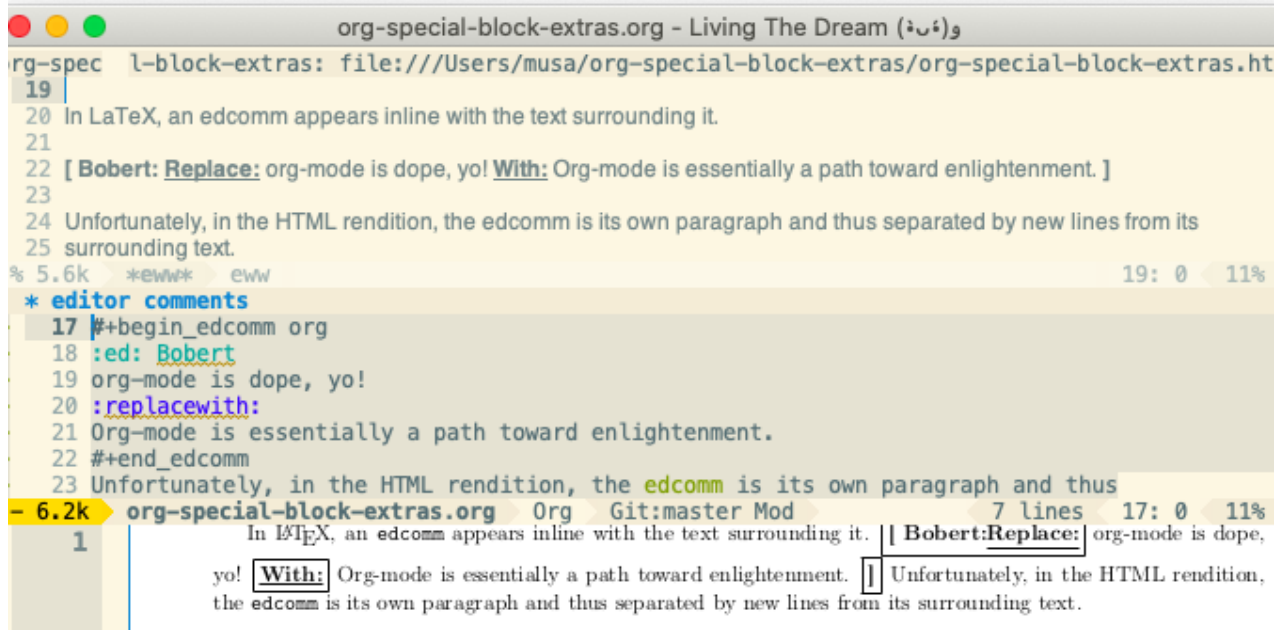 org-special-block-extras.org - Living The Dream (ﻭ(ﺍًﺑًﺍ
rg-spec l-block-extras: file:///Users/musa/org-special-block-extras/org-special-block-extras.ht
19
20 In LaTeX, an edcomm appears inline with the text surrounding it.
21
22 [ Bobert: Replace: org-mode is dope, yo! With: Org-mode is essentially a path toward enlightenment. ]
23
24 Unfortunately, in the HTML rendition, the edcomm is its own paragraph and thus separated by new lines from its
25 surrounding text.
% 5.6k *eww* eww 19: 0 11%
* editor comments
17 #+begin_edcomm org
18 :ed: Bobert
19 org-mode is dope, yo!
20 :replacewith:
21 Org-mode is essentially a path toward enlightenment.
22 #+end_edcomm
23 Unfortunately, in the HTML rendition, the edcomm is its own paragraph and thus
- 6.2k org-special-block-extras.org Org Git:master Mod 7 lines 17: 0 11%
1 In LATEX, an edcomm appears inline with the text surrounding it. [ Bobert:Replace: org-mode is dope,
yo! With: Org-mode is essentially a path toward enlightenment. ] Unfortunately, in the HTML rendition,
the edcomm is its own paragraph and thus separated by new lines from its surrounding text.